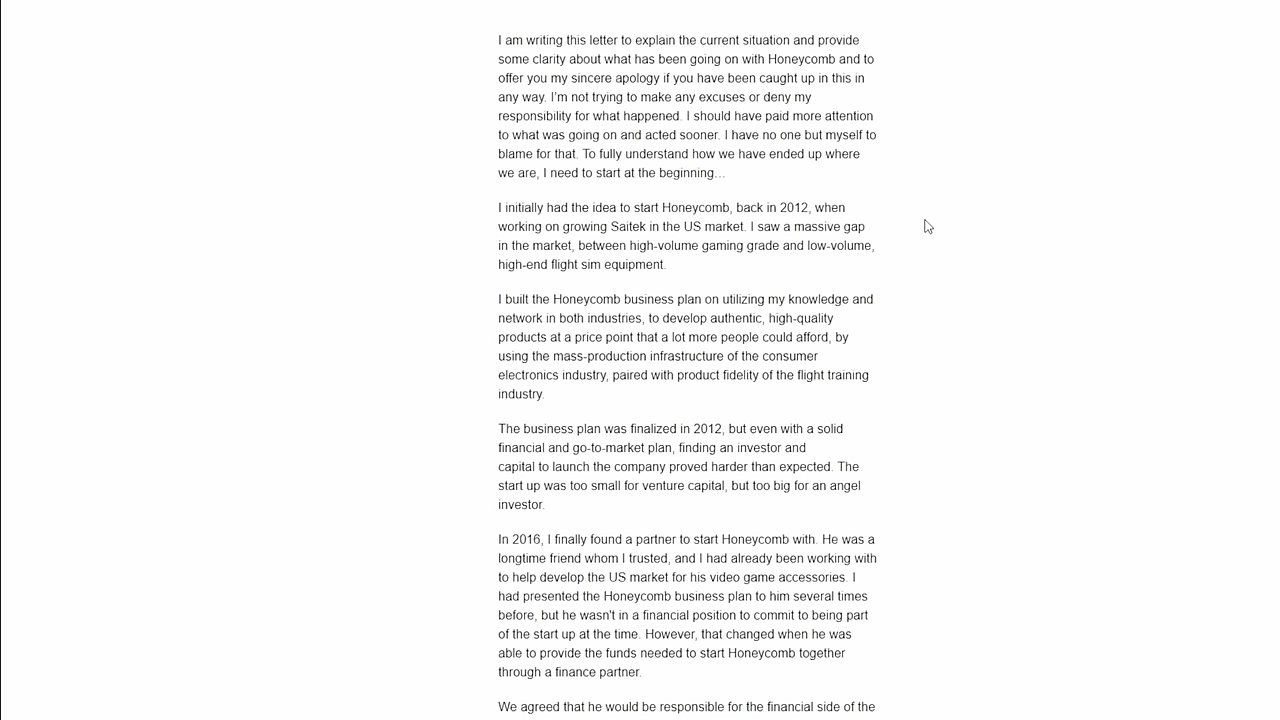 I am writing this letter to explain the current situation and provide
some clarity about what has been going on with Honeycomb and to
offer you my sincere apology if you have been caught up in this in
any way. I’m not trying to make any excuses or deny my
responsibility for what happened. I should have paid more attention
to what was going on and acted sooner. I have no one but myself to
blame for that. To fully understand how we have ended up where
we are, I need to start at the beginning…
I initially had the idea to start Honeycomb, back in 2012, when
working on growing Saitek in the US market. I saw a massive gap
in the market, between high-volume gaming grade and low-volume,
high-end flight sim equipment.
I built the Honeycomb business plan on utilizing my knowledge and
network in both industries, to develop authentic, high-quality
products at a price point that a lot more people could afford, by
using the mass-production infrastructure of the consumer
electronics industry, paired with product fidelity of the flight training
industry.
The business plan was finalized in 2012, but even with a solid
financial and go-to-market plan, finding an investor and
capital to launch the company proved harder than expected. The
start up was too small for venture capital, but too big for an angel
investor.
In 2016, I finally found a partner to start Honeycomb with. He was a
longtime friend whom I trusted, and I had already been working with
to help develop the US market for his video game accessories. I
had presented the Honeycomb business plan to him several times
before, but he wasn't in a financial position to commit to being part
of the start up at the time. However, that changed when he was
able to provide the funds needed to start Honeycomb together
through a finance partner.
We agreed that he would be responsible for the financial side of the